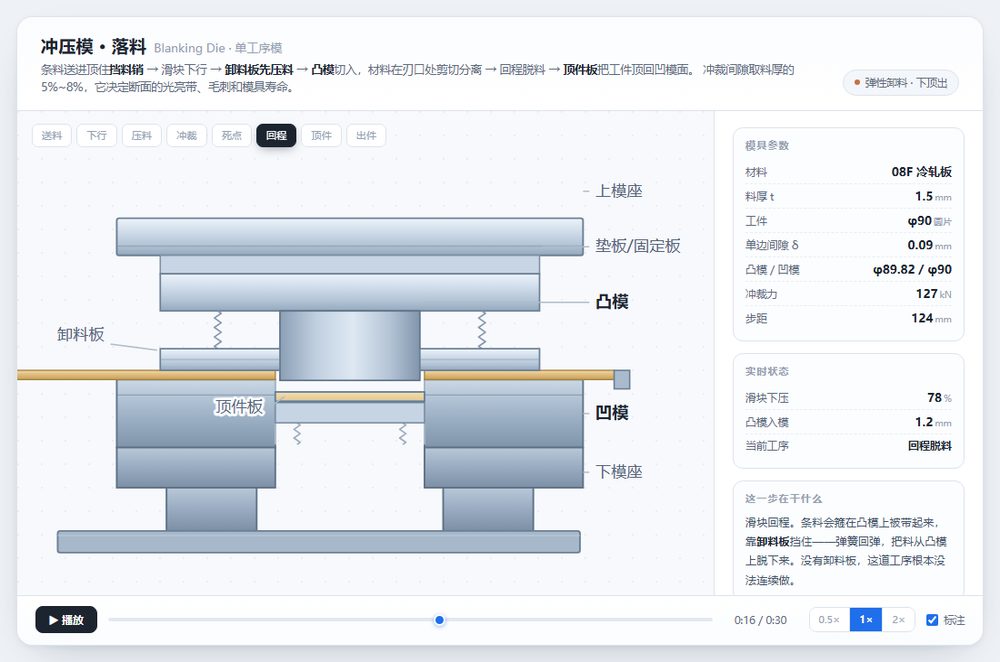 冲压模 · 落料 Blanking Die · 单工序模
条料送进顶住挡料销 → 滑块下行 → 卸料板先压料 → 凸模切入，材料在刃口处剪切分离 → 回程脱料 → 顶件板把工件顶回凹模面。 冲裁间隙取料厚的
5%~8%，它决定断面的光亮带、毛刺和模具寿命。
弹性卸料 · 下顶出
送料 下行 压料 冲裁 死点 回程 顶件 出件
上模座
垫板/固定板
凸模
卸料板
顶件板
凹模
下模座
模具参数
材料 08F 冷轧板
料厚 t 1.5 mm
工件 φ90 圆片
单边间隙 δ 0.09 mm
凸模 / 凹模 φ89.82 / φ90
冲裁力 127 kN
步距 124 mm
实时状态
滑块下压 78 %
凸模入模 1.2 mm
当前工序 回程脱料
这一步在干什么
滑块回程。条料会箍在凸模上被带起来，
靠卸料板挡住——弹簧回弹，把料从凸模
上脱下来。没有卸料板，这道工序根本没
法连续做。
▶ 播放 0:16 / 0:30 0.5× 1× 2× 标注